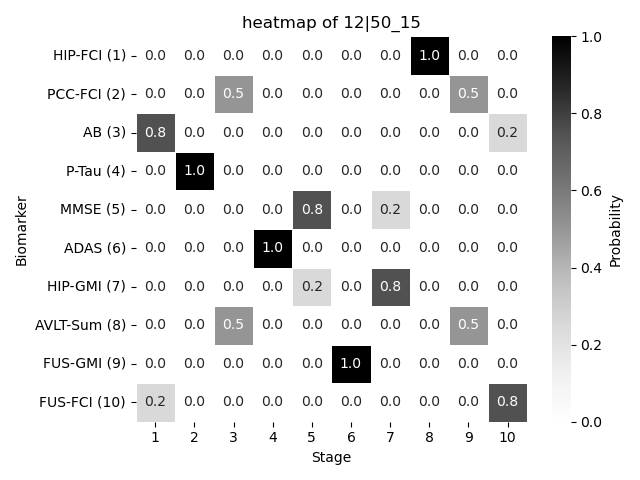 heatmap of 12|50_15
HIP-FCI (1) 0.0 0.0 0.0 0.0 0.0 0.0 0.0 1.0 0.0 0.0
PCC-FCI (2) 0.0 0.0 0.5 0.0 0.0 0.0 0.0 0.0 0.5 0.0
AB (3) 0.8 0.0 0.0 0.0 0.0 0.0 0.0 0.0 0.0 0.2
P-Tau (4) 0.0 1.0 0.0 0.0 0.0 0.0 0.0 0.0 0.0 0.0
MMSE (5) 0.0 0.0 0.0 0.0 0.8 0.0 0.2 0.0 0.0 0.0
ADAS (6) 0.0 0.0 0.0 1.0 0.0 0.0 0.0 0.0 0.0 0.0
HIP-GMI (7) 0.0 0.0 0.0 0.0 0.2 0.0 0.8 0.0 0.0 0.0
AVLT-Sum (8) 0.0 0.0 0.5 0.0 0.0 0.0 0.0 0.0 0.5 0.0
FUS-GMI (9) 0.0 0.0 0.0 0.0 0.0 1.0 0.0 0.0 0.0 0.0
FUS-FCI (10) 0.2 0.0 0.0 0.0 0.0 0.0 0.0 0.0 0.0 0.8
1 2 3 4 5 6 7 8 9 10
Stage
Biomarker
1.0
0.8
0.6
0.4
0.2
0.0
Probability